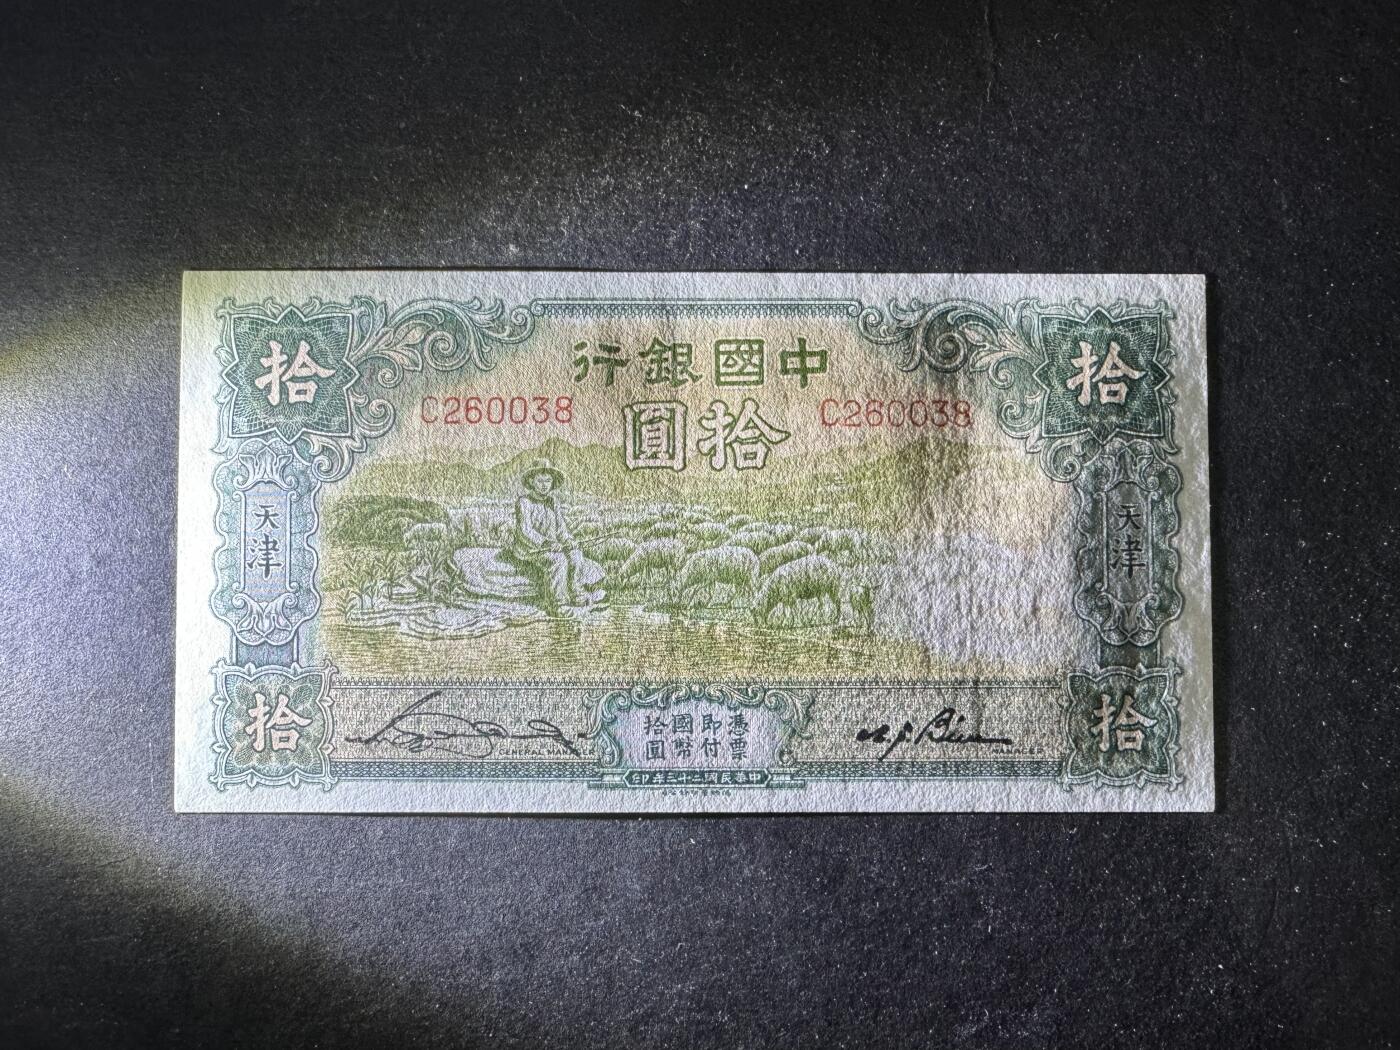 中國銀行
C260038 C260038
拾圓
拾 拾
天津 天津
拾 拾
憑票即付國幣拾圓
GENERAL MANAGER
MANAGER
中華民國二十三年印